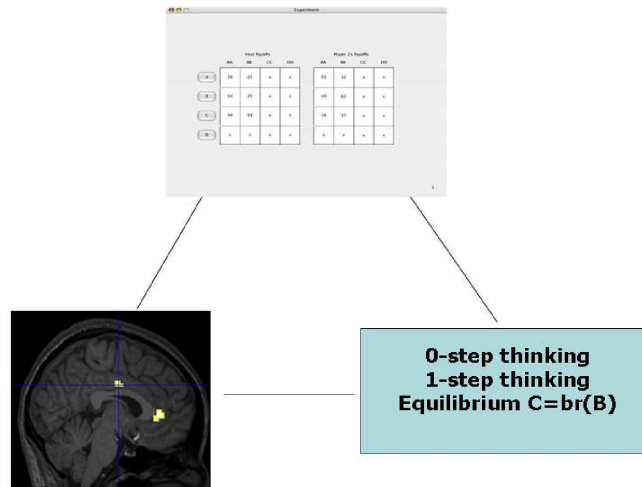 Experiment
Your Payoffs Player 2's Payoffs
AA BB CC DD AA BB CC DD
A x x x x
B 43 x x x x
C x x x x
x x x x x x x x
0-step thinking
1-step thinking
Equilibrium C=br(B)